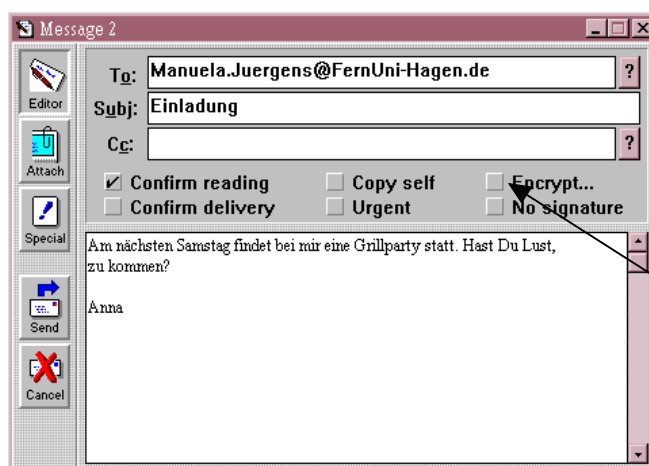 Message 2
Editor
Attach
Special
Send
Cancel
To: Manuela.Juergens@FernUni-Hagen.de ?
Subj: Einladung
Cc: ?
Confirm reading Copy self Encrypt...
Confirm delivery Urgent No signature
Am nächsten Samstag findet bei mir eine Grillparty statt. Hast Du Lust,
zu kommen?
Anna